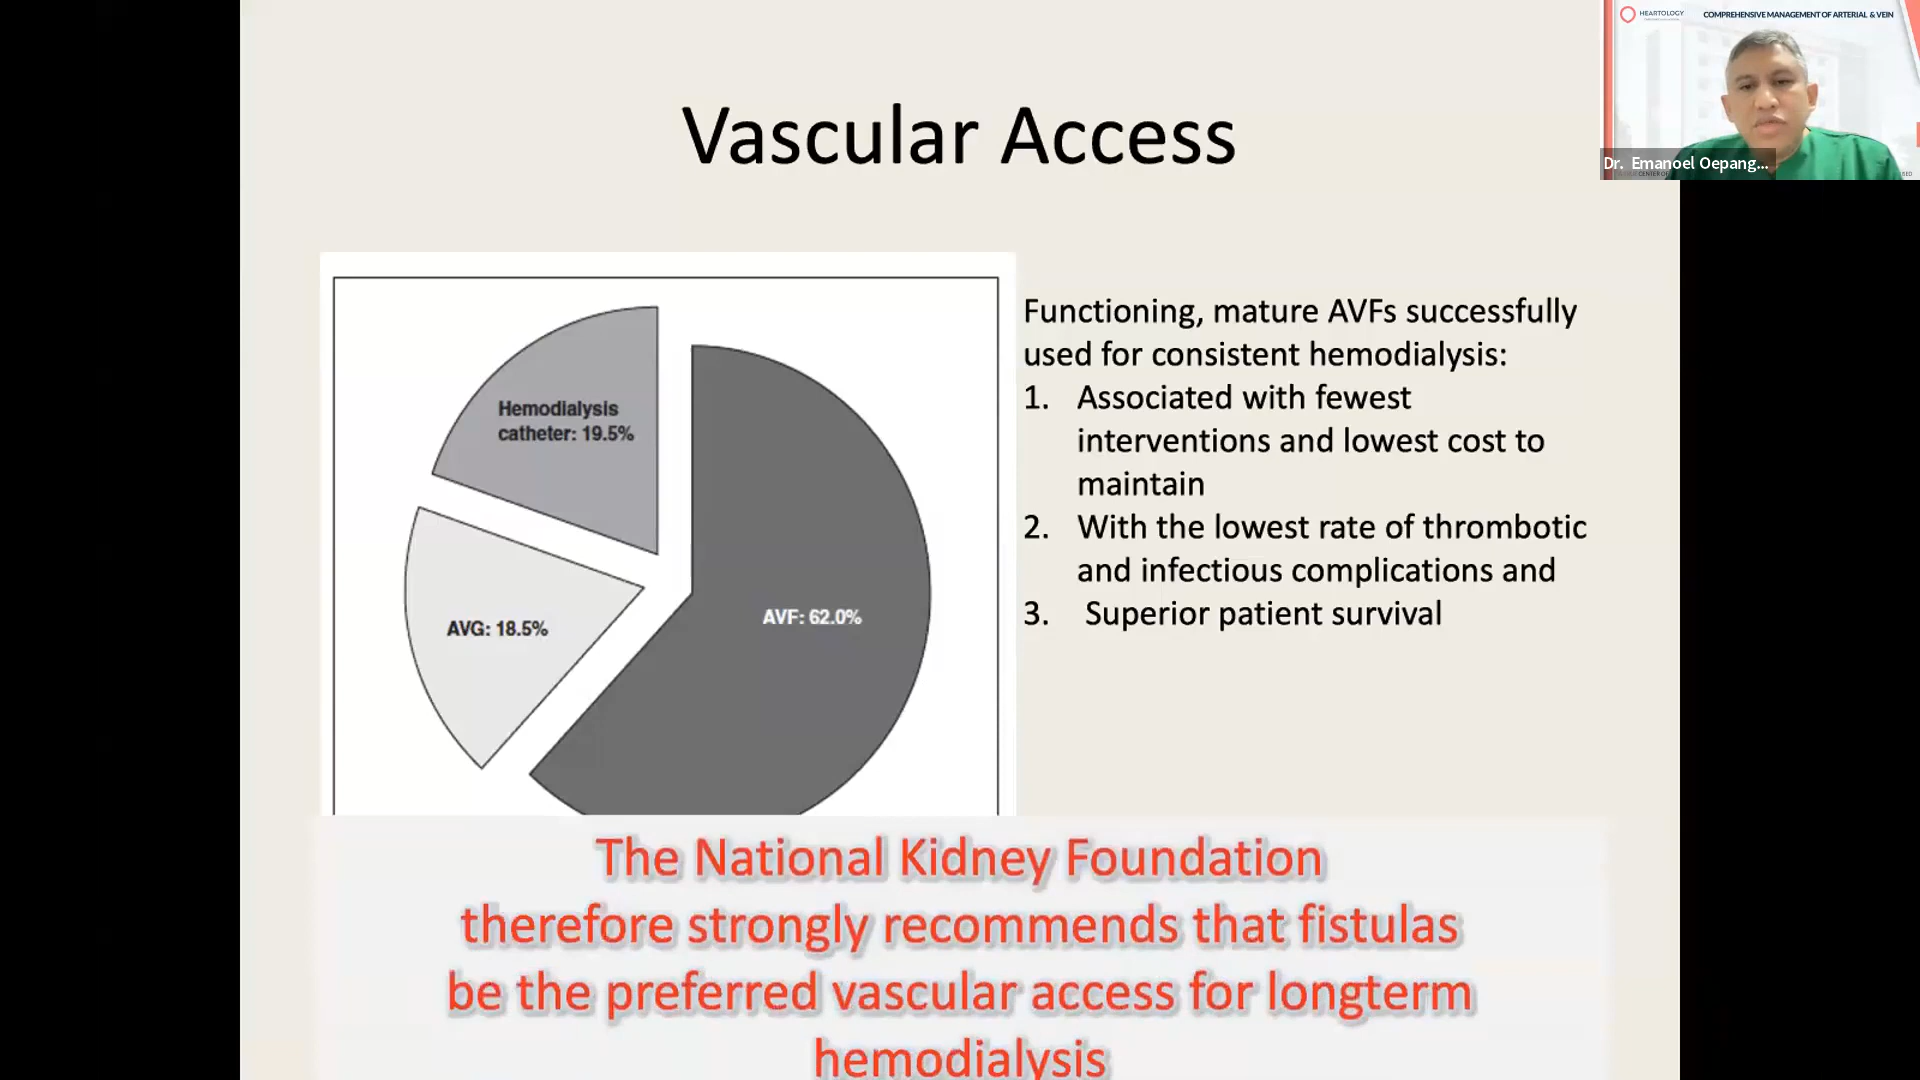 HEARTOLOGY
COMPREHENSIVE MANAGEMENT OF ARTERIAL & VEIN
Dr. Emanoel Oepang...
Vascular Access
Hemodialysis
catheter: 19.5%
AVG: 18.5%
AVF: 62.0%
Functioning, mature AVFs successfully
used for consistent hemodialysis:
1. Associated with fewest
interventions and lowest cost to
maintain
2. With the lowest rate of thrombotic
and infectious complications and
3. Superior patient survival
The National Kidney Foundation
therefore strongly recommends that fistulas
be the preferred vascular access for longterm
hemodialysis